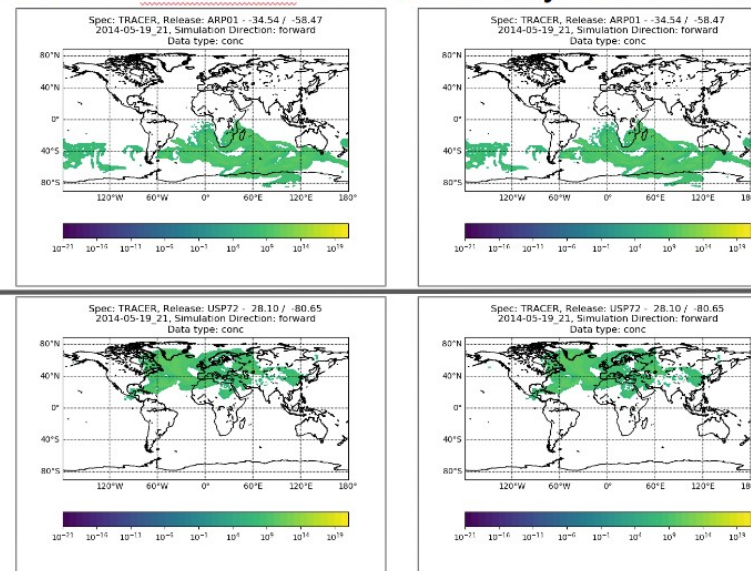 Spec: TRACER, Release: ARP01 - -34.54 / -58.47
2014-05-19_21, Simulation Direction: forward
Data type: conc
80°N
40°N
0°
40°S
80°S
120°W 60°W 0° 60°E 120°E 180°
10⁻²¹ 10⁻¹⁶ 10⁻¹¹ 10⁻⁶ 10⁻¹ 10⁴ 10⁹ 10¹⁴ 10¹⁹
Spec: TRACER, Release: ARP01 - -34.54 / -58.47
2014-05-19_21, Simulation Direction: forward
Data type: conc
80°N
40°N
0°
40°S
80°S
120°W 60°W 0° 60°E 120°E
10⁻²¹ 10⁻¹⁶ 10⁻¹¹ 10⁻⁶ 10⁻¹ 10⁴ 10⁹ 10¹⁴ 10¹⁹
Spec: TRACER, Release: USP72 - 28.10 / -80.65
2014-05-19_21, Simulation Direction: forward
Data type: conc
80°N
40°N
0°
40°S
80°S
120°W 60°W 0° 60°E 120°E 180°
10⁻²¹ 10⁻¹⁶ 10⁻¹¹ 10⁻⁶ 10⁻¹ 10⁴ 10⁹ 10¹⁴ 10¹⁹
Spec: TRACER, Release: USP72 - 28.10 / -80.65
2014-05-19_21, Simulation Direction: forward
Data type: conc
80°N
40°N
0°
40°S
80°S
120°W 60°W 0° 60°E 120°E
10⁻²¹ 10⁻¹⁶ 10⁻¹¹ 10⁻⁶ 10⁻¹ 10⁴ 10⁹ 10¹⁴ 10¹⁹